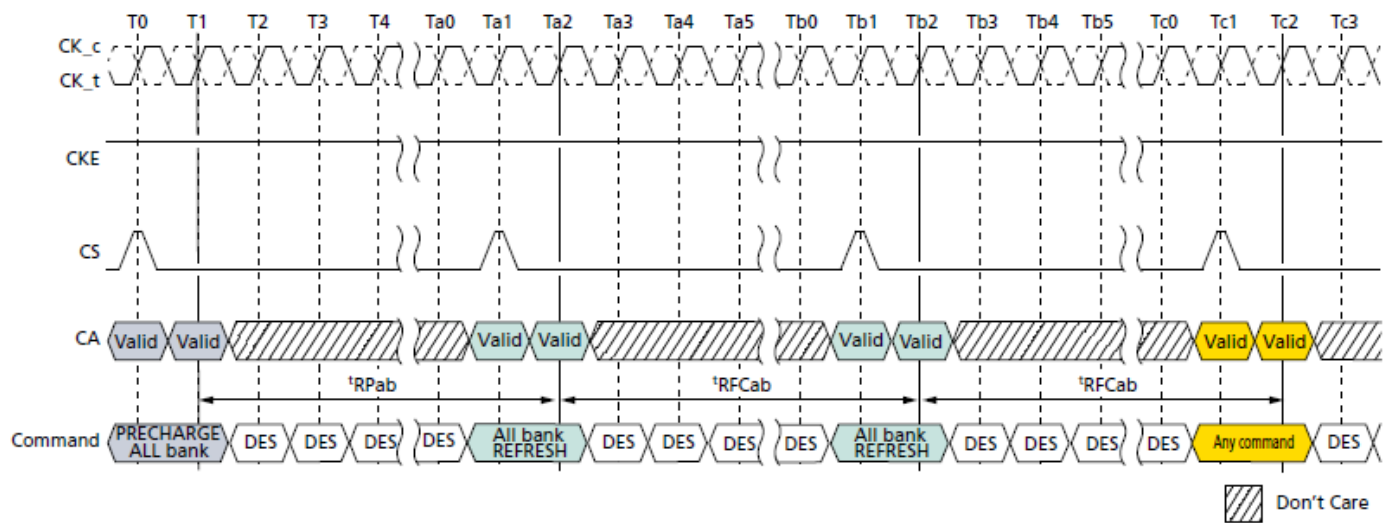 T0 T1 T2 T3 T4 Ta0 Ta1 Ta2 Ta3 Ta4 Ta5 Tb0 Tb1 Tb2 Tb3 Tb4 Tb5 Tc0 Tc1 Tc2 Tc3
CK_c
CK_t
CKE
CS
CA Valid Valid Valid Valid Valid Valid Valid Valid
tRPab tRFCab tRFCab
Command PRECHARGE DES DES DES DES All bank DES DES DES DES All bank DES DES DES DES Any command DES
ALL bank REFRESH REFRESH
Don't Care